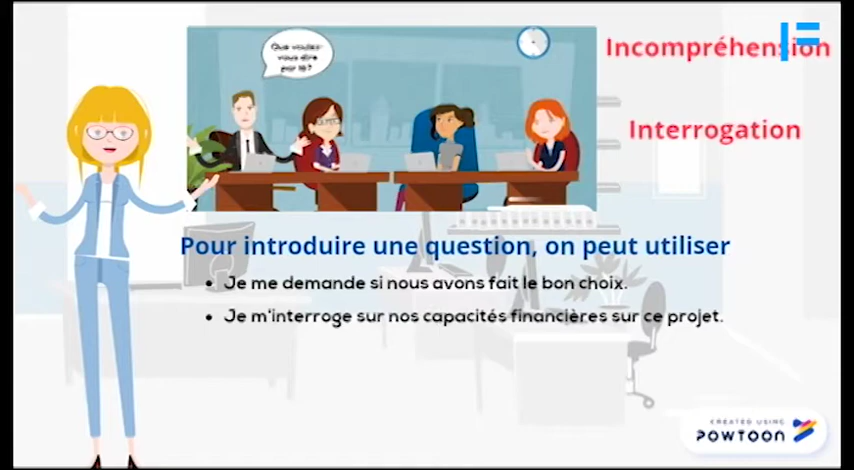 Que voulez-
vous dire
par là?
Incompréhension
Interrogation
Pour introduire une question, on peut utiliser
• Je me demande si nous avons fait le bon choix.
• Je m'interroge sur nos capacités financières sur ce projet.
CREATED USING
POWTOON